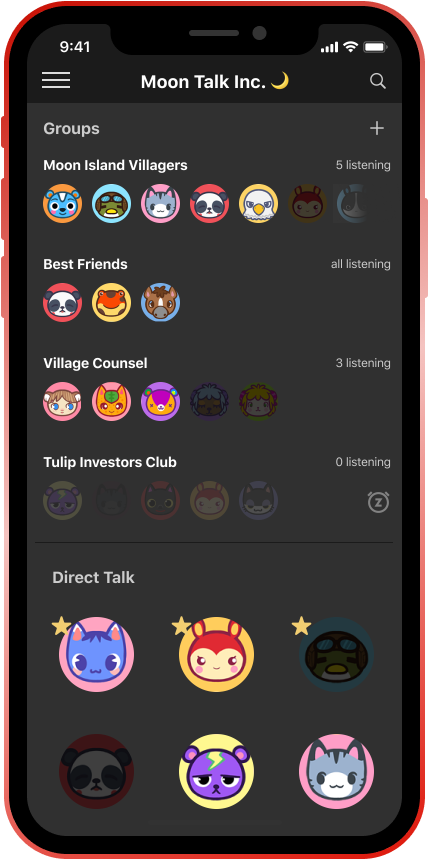 9:41
Moon Talk Inc. 🌙
Groups
Moon Island Villagers 5 listening
Best Friends all listening
Village Counsel 3 listening
Tulip Investors Club 0 listening
z
Direct Talk